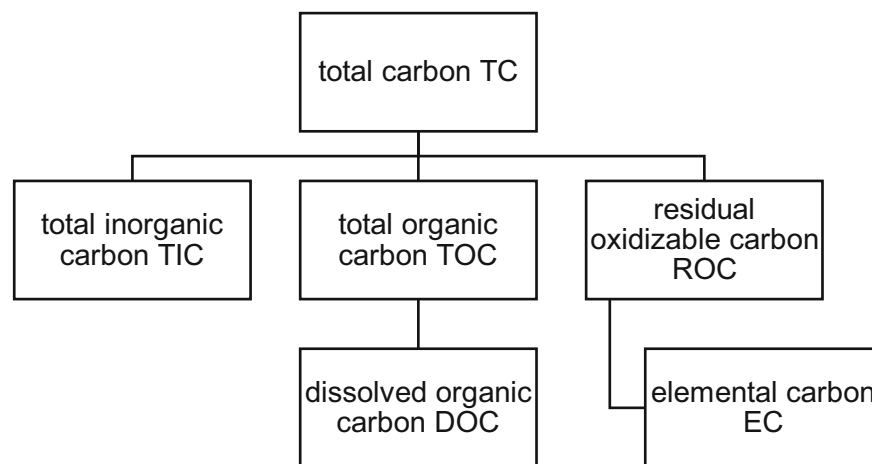 total carbon TC
total inorganic
carbon TIC
total organic
carbon TOC
residual
oxidizable carbon
ROC
dissolved organic
carbon DOC
elemental carbon
EC